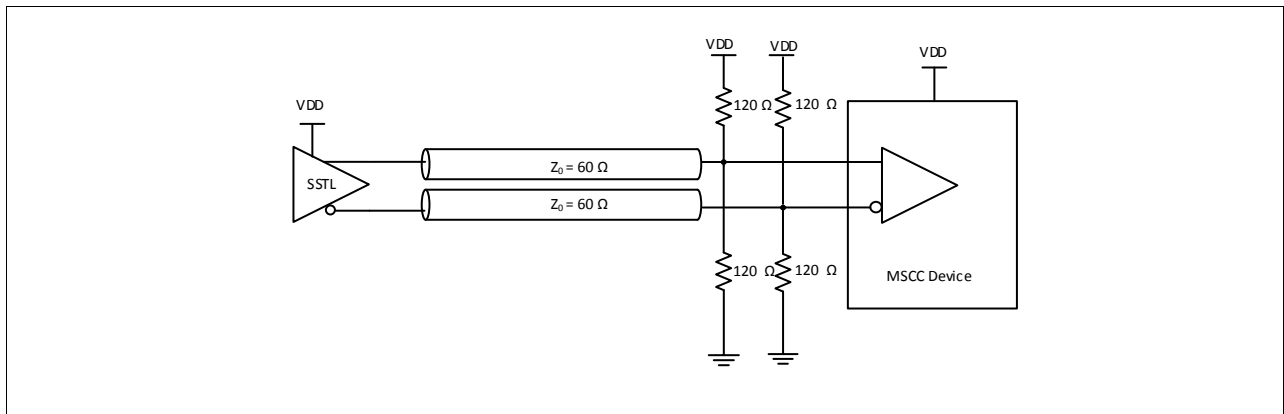 VDD VDD
VDD
120 Ω 120 Ω
VDD
Z₀ = 60 Ω
SSTL
Z₀ = 60 Ω
120 Ω 120 Ω
MSCC Device